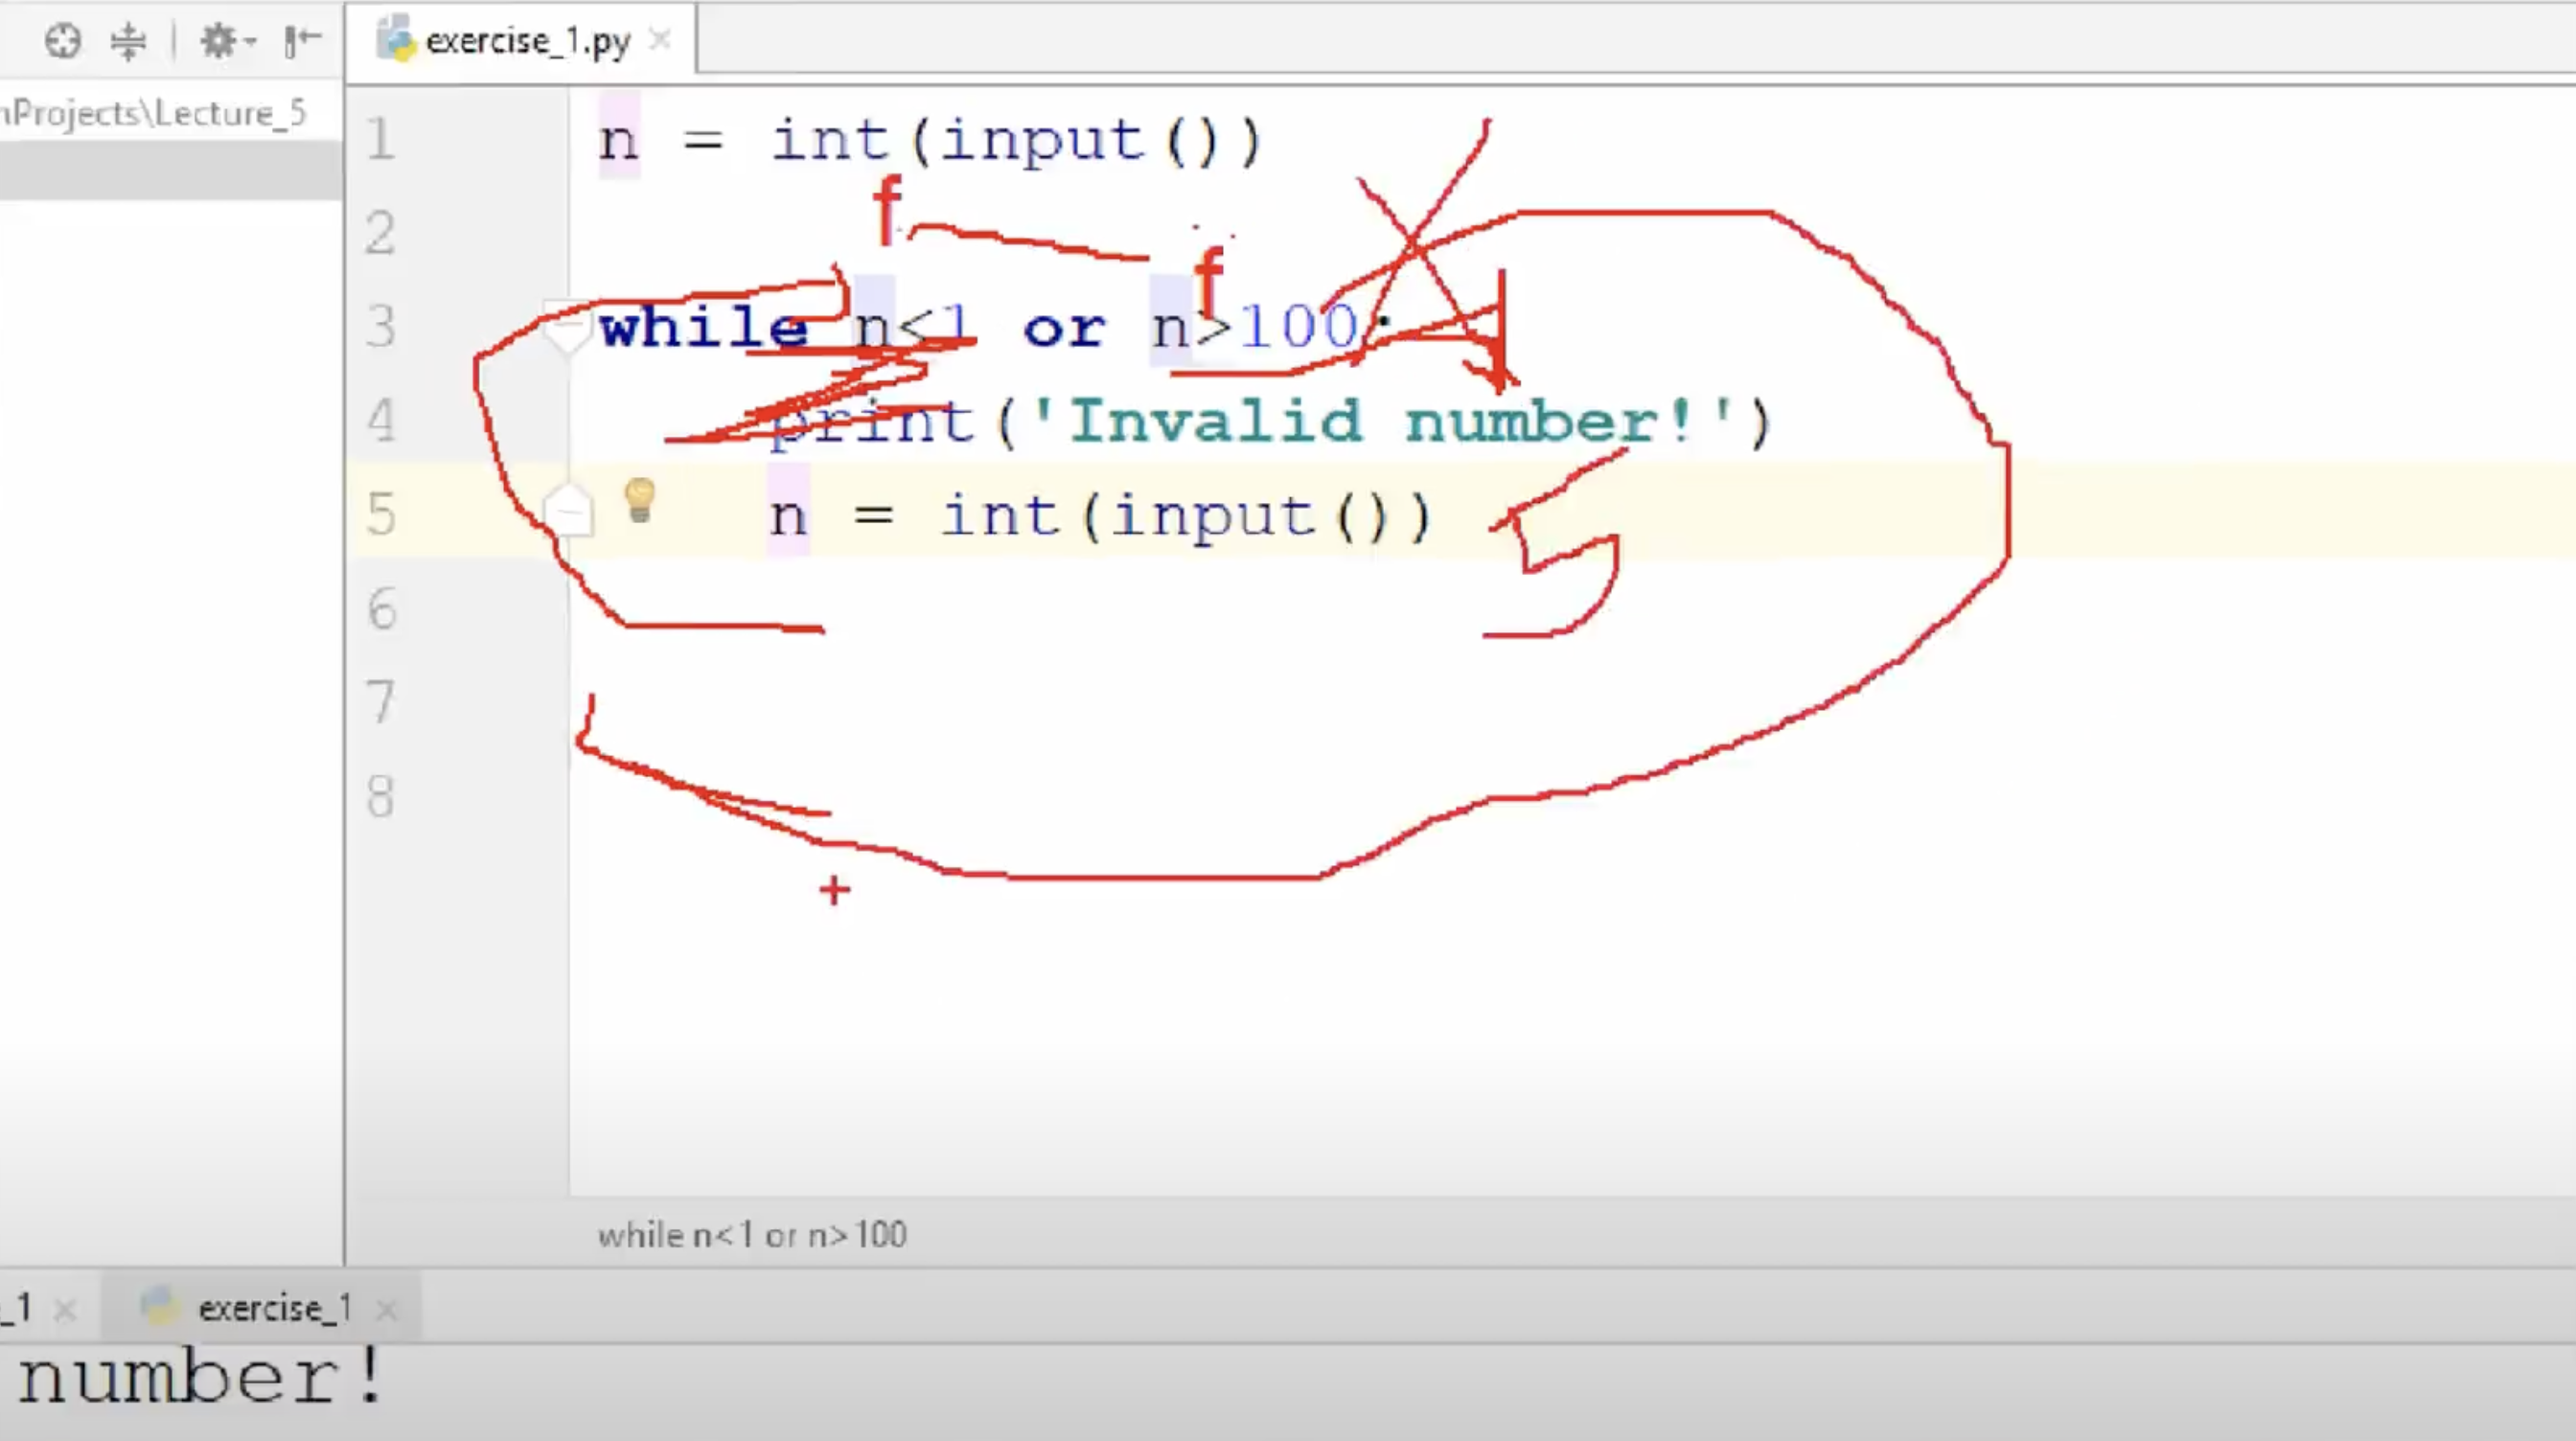 exercise_1.py
nProjects\Lecture_5
1 n = int(input())
2
f
f
3 while n<1 or n>100:
4 print('Invalid number!')
5 n = int(input())
6
7
8
while n<1 or n>100
_1 exercise_1
number!